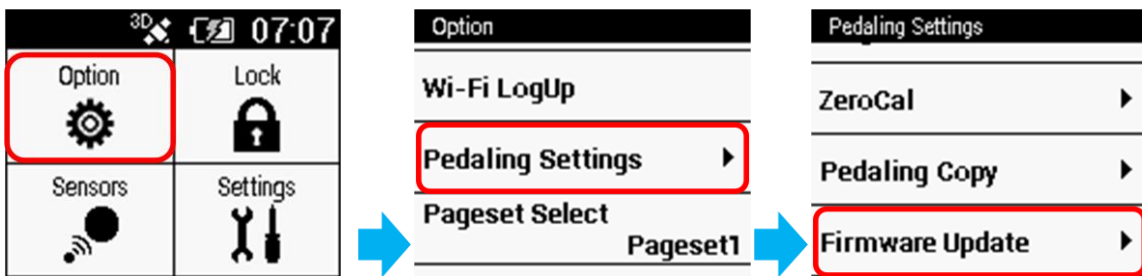 3D 07:07
Option Lock
Sensors Settings
Option
Wi-Fi LogUp
Pedaling Settings
Pageset Select
Pageset1
Pedaling Settings
ZeroCal
Pedaling Copy
Firmware Update